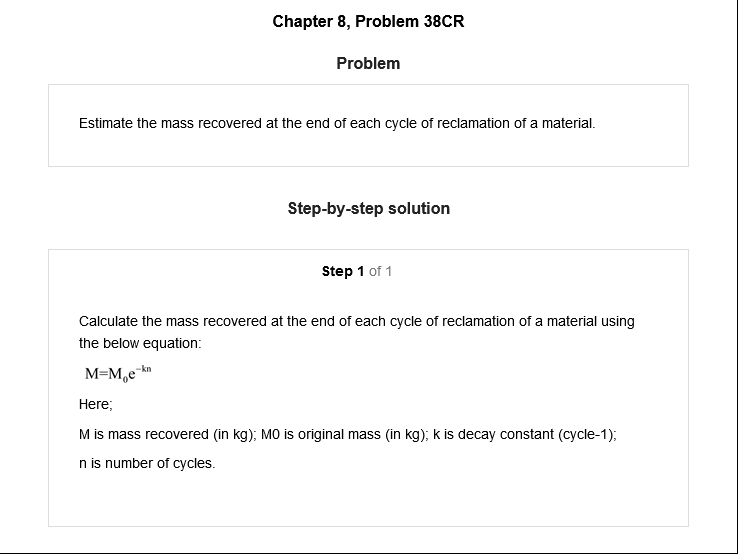 Chapter 8, Problem 38CR
Problem
Estimate the mass recovered at the end of each cycle of reclamation of a material.
Step-by-step solution
Step 1 of 1
Calculate the mass recovered at the end of each cycle of reclamation of a material using
the below equation:
M=M₀e⁻ᵏⁿ
Here;
M is mass recovered (in kg); M0 is original mass (in kg); k is decay constant (cycle-1);
n is number of cycles.